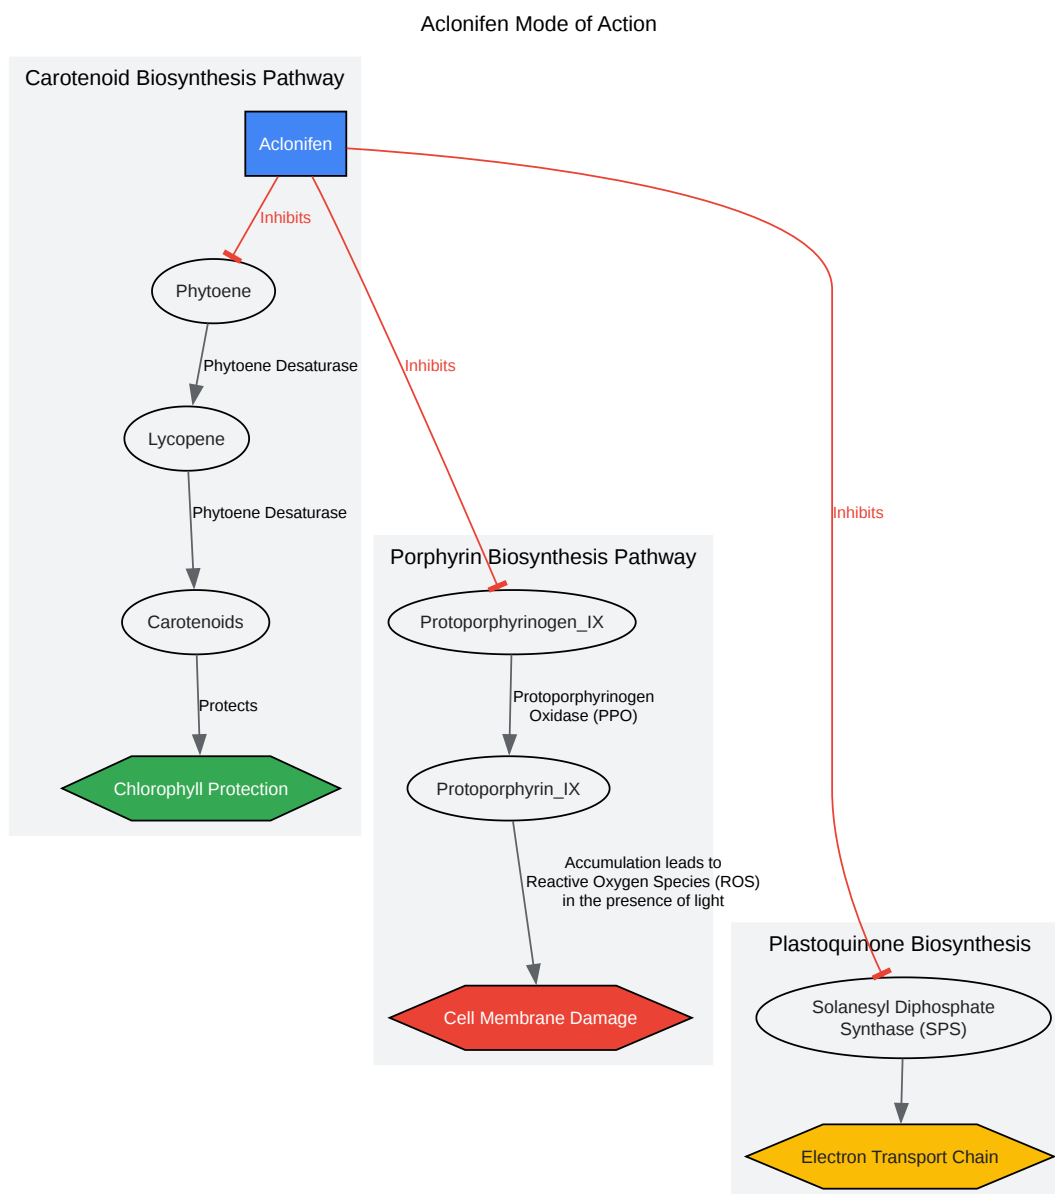 Aclonifen Mode of Action
Carotenoid Biosynthesis Pathway
Aclonifen
Inhibits
Phytoene
Phytoene Desaturase
Inhibits
Lycopene
Phytoene Desaturase
Inhibits
Porphyrin Biosynthesis Pathway
Carotenoids
Protoporphyrinogen_IX
Protects
Protoporphyrinogen
Oxidase (PPO)
Chlorophyll Protection
Protoporphyrin_IX
Accumulation leads to
Reactive Oxygen Species (ROS)
in the presence of light
Plastoquinone Biosynthesis
Cell Membrane Damage
Solanesyl Diphosphate
Synthase (SPS)
Electron Transport Chain